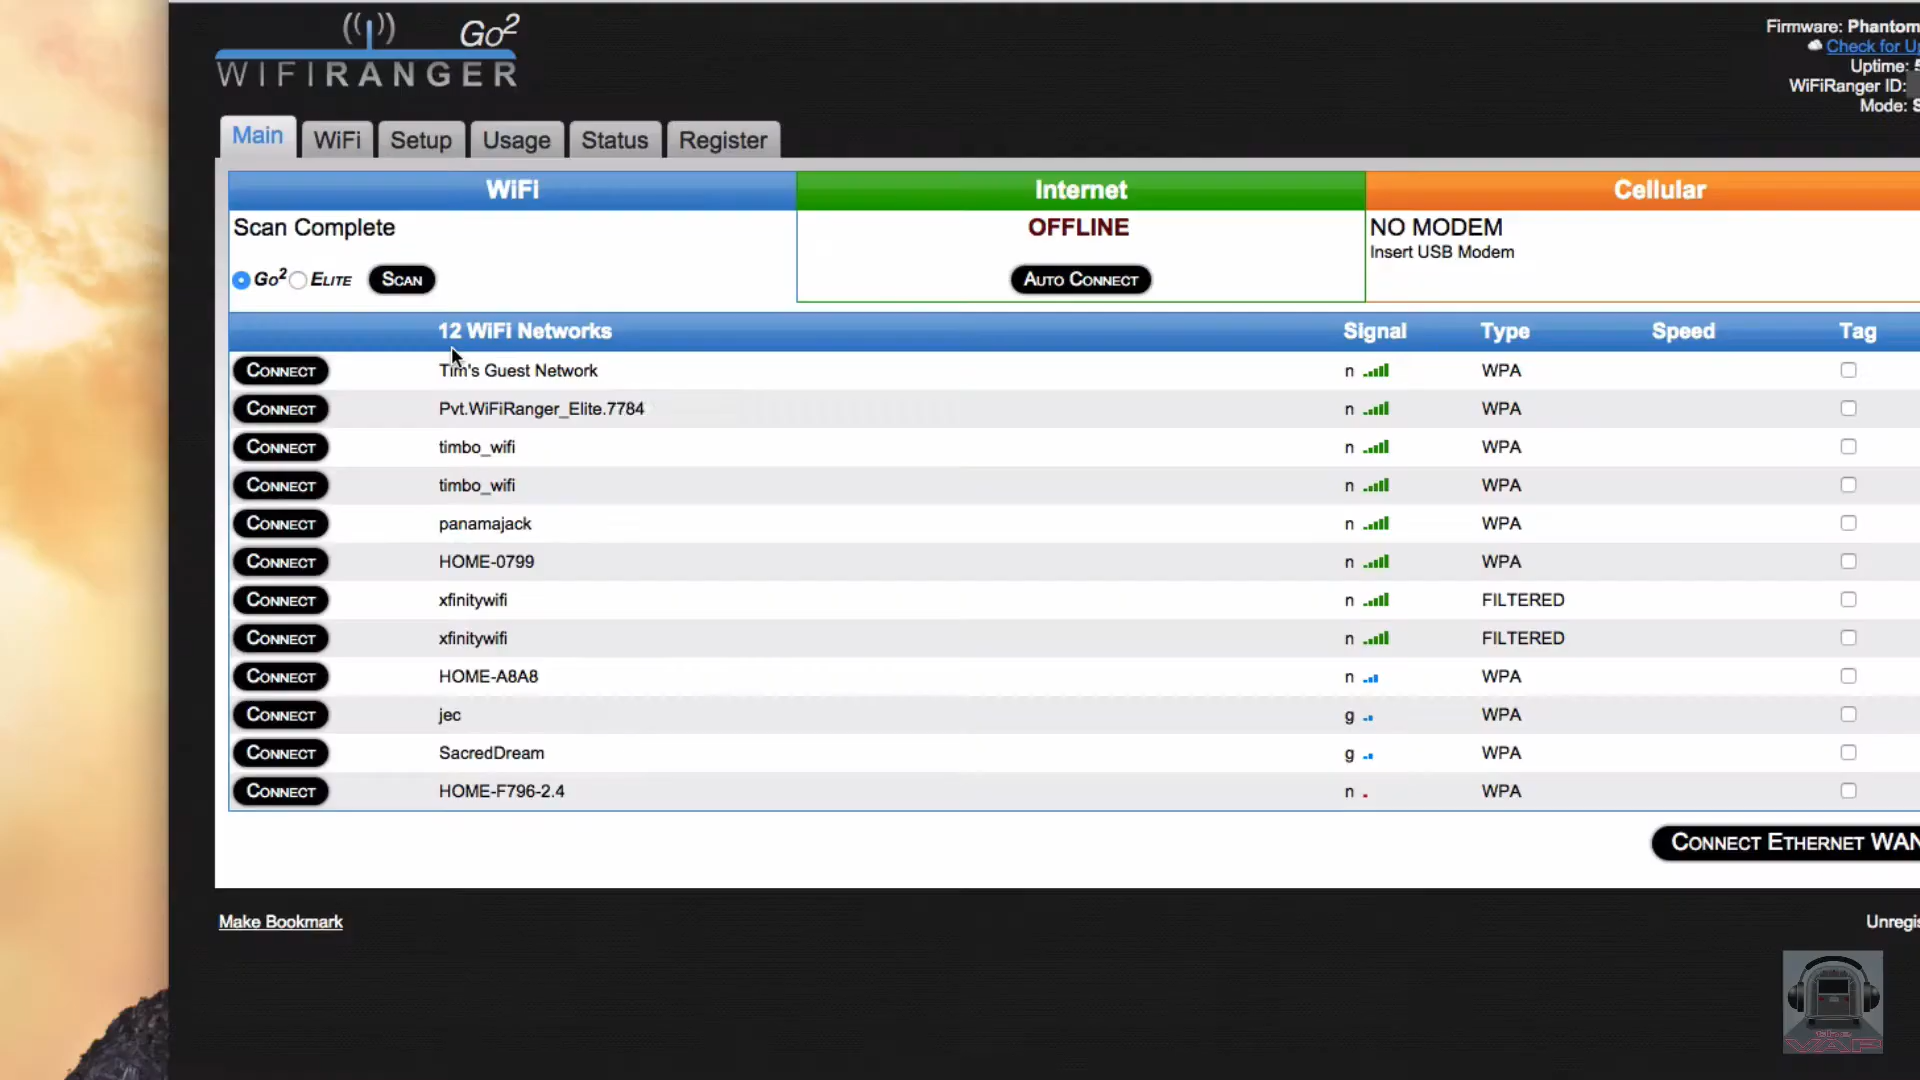 Go²
WIFIRANGER
Firmware: Phantom
Check for U
Uptime:
WiFiRanger ID:
Mode: S
Main WiFi Setup Usage Status Register
WiFi Internet Cellular
Scan Complete OFFLINE NO MODEM
Insert USB Modem
Go² ELITE SCAN AUTO CONNECT
12 WiFi Networks Signal Type Speed Tag
CONNECT Tim's Guest Network n WPA
CONNECT Pvt.WiFiRanger_Elite.7784 n WPA
CONNECT timbo_wifi n WPA
CONNECT timbo_wifi n WPA
CONNECT panamajack n WPA
CONNECT HOME-0799 n WPA
CONNECT xfinitywifi n FILTERED
CONNECT xfinitywifi n FILTERED
CONNECT HOME-A8A8 n WPA
CONNECT jec g WPA
CONNECT SacredDream g WPA
CONNECT HOME-F796-2.4 n WPA
CONNECT ETHERNET WAN
Make Bookmark Unregis
the VAP